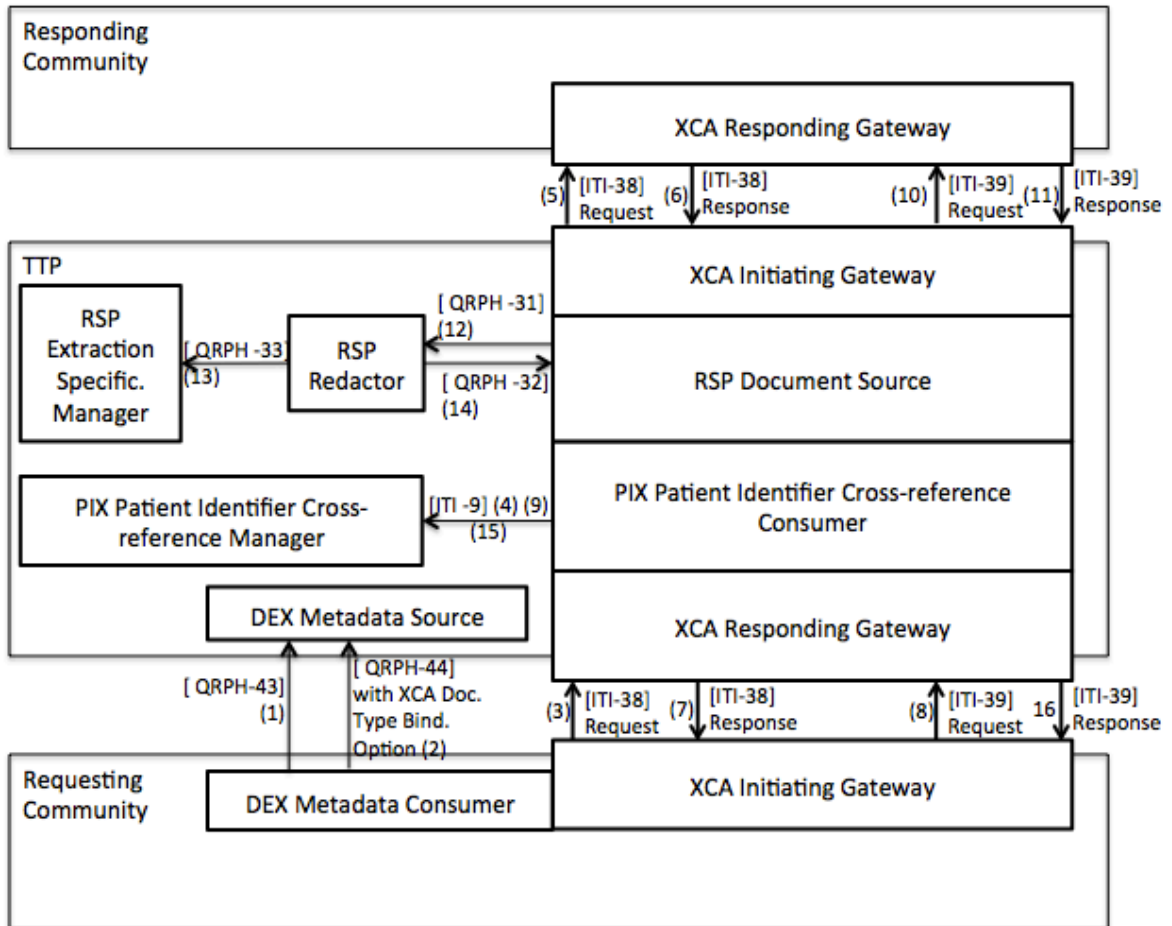 Responding
Community
XCA Responding Gateway
(5)
[ITI-38]
Request
(6)
[ITI-38]
Response
(10)
[ITI-39]
Request
(11)
[ITI-39]
Response
TTP
XCA Initiating Gateway
RSP
Extraction
Specific.
Manager
[ QRPH -33]
(13)
RSP
Redactor
[ QRPH -31]
(12)
[ QRPH -32]
(14)
RSP Document Source
PIX Patient Identifier Cross-
reference Manager
[ITI -9] (4) (9)
(15)
PIX Patient Identifier Cross-reference
Consumer
DEX Metadata Source
XCA Responding Gateway
[ QRPH-43]
(1)
[ QRPH-44]
with XCA Doc.
Type Bind.
Option (2)
(3)
[ITI-38]
Request
(7)
[ITI-38]
Response
(8)
[ITI-39]
Request
16
[ITI-39]
Response
Requesting
Community
DEX Metadata Consumer
XCA Initiating Gateway